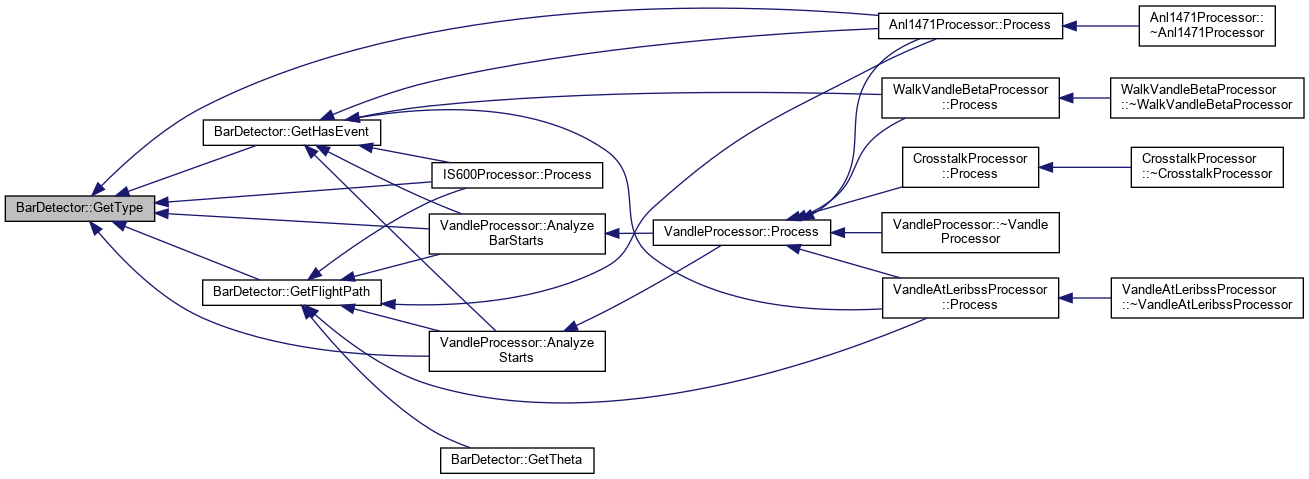 BarDetector::GetType
BarDetector::GetHasEvent
BarDetector::GetFlightPath
IS600Processor::Process
VandleProcessor::Analyze
BarStarts
VandleProcessor::Analyze
Starts
BarDetector::GetTheta
VandleProcessor::Process
Anl1471Processor::Process
WalkVandleBetaProcessor
::Process
CrosstalkProcessor
::Process
VandleProcessor::~Vandle
Processor
VandleAtLeribssProcessor
::Process
Anl1471Processor::
~Anl1471Processor
WalkVandleBetaProcessor
::~WalkVandleBetaProcessor
CrosstalkProcessor
::~CrosstalkProcessor
VandleAtLeribssProcessor
::~VandleAtLeribssProcessor